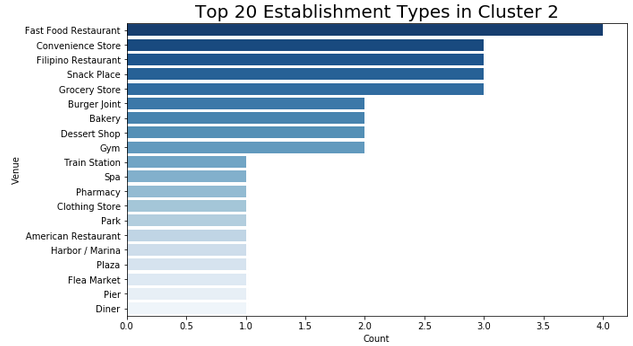 Top 20 Establishment Types in Cluster 2
Venue
Fast Food Restaurant
Convenience Store
Filipino Restaurant
Snack Place
Grocery Store
Burger Joint
Bakery
Dessert Shop
Gym
Train Station
Spa
Pharmacy
Clothing Store
Park
American Restaurant
Harbor / Marina
Plaza
Flea Market
Pier
Diner
0.0 0.5 1.0 1.5 2.0 2.5 3.0 3.5 4.0
Count